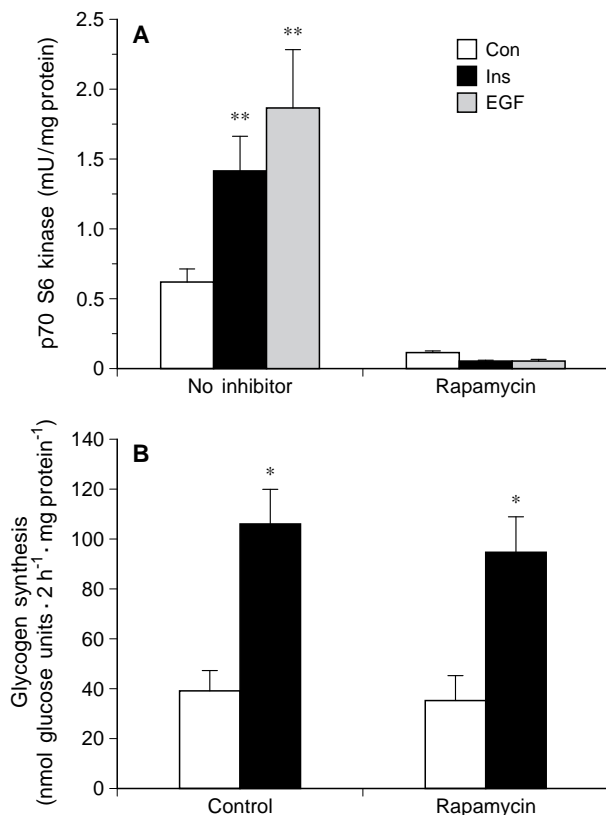 A
Con
Ins
EGF
p70 S6 kinase (mU/mg protein)
2.5
2.0
1.5
1.0
0.5
0
**
**
No inhibitor
Rapamycin
B
Glycogen synthesis
(nmol glucose units · 2 h⁻¹ · mg protein⁻¹)
140
120
100
80
60
40
20
0
*
*
Control
Rapamycin